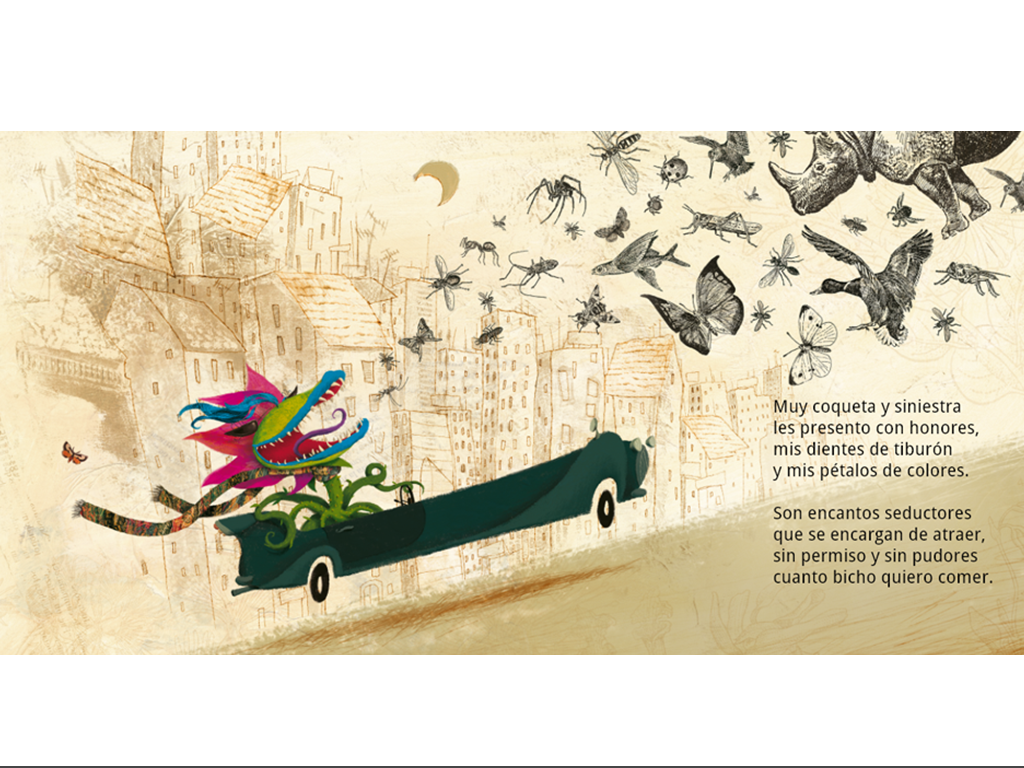 Muy coqueta y siniestra
les presento con honores,
mis dientes de tiburón
y mis pétalos de colores.
Son encantos seductores
que se encargan de atraer,
sin permiso y sin pudores
cuanto bicho quiero comer.